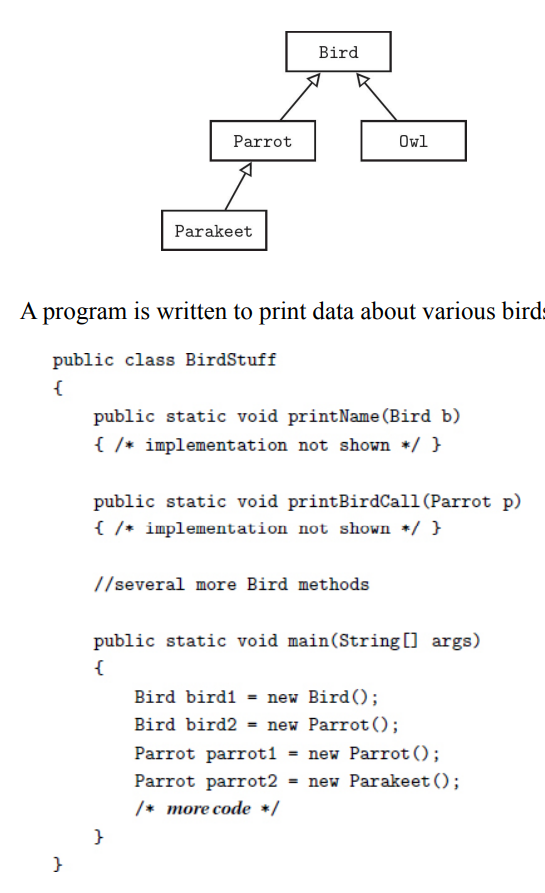 Bird
Parrot
Owl
Parakeet
A program is written to print data about various birds
public class BirdStuff
{
public static void printName(Bird b)
{ /* implementation not shown */ }
public static void printBirdCall(Parrot p)
{ /* implementation not shown */ }
//several more Bird methods
public static void main(String[] args)
{
Bird bird1 = new Bird();
Bird bird2 = new Parrot();
Parrot parrot1 = new Parrot();
Parrot parrot2 = new Parakeet();
/* more code */
}
}